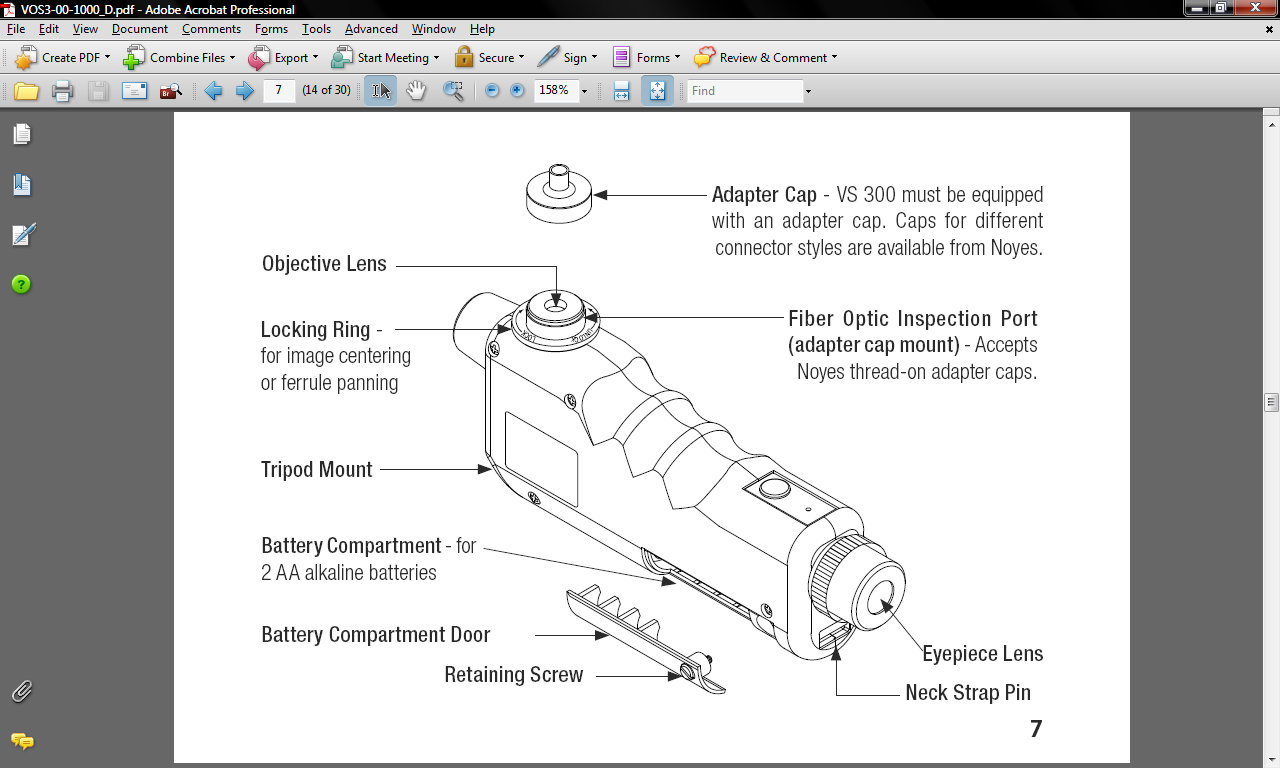 VOS3-00-1000_D.pdf - Adobe Acrobat Professional
File Edit View Document Comments Forms Tools Advanced Window Help
Create PDF Combine Files Export Start Meeting Secure Sign Forms Review & Comment
7 (14 of 30) 158% Find
Adapter Cap - VS 300 must be equipped
with an adapter cap. Caps for different
connector styles are available from Noyes.
Objective Lens
Locking Ring -
for image centering
or ferrule panning
Fiber Optic Inspection Port
(adapter cap mount) - Accepts
Noyes thread-on adapter caps.
Tripod Mount
Battery Compartment - for
2 AA alkaline batteries
Battery Compartment Door
Retaining Screw
Eyepiece Lens
Neck Strap Pin
7